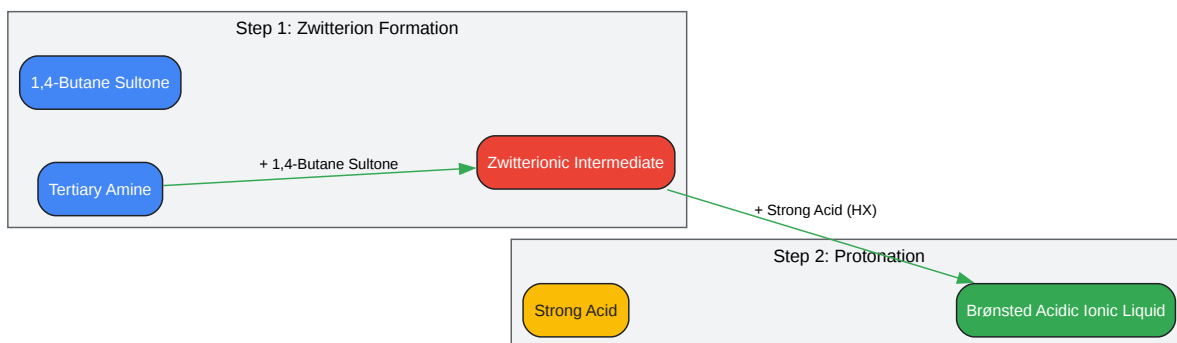 Step 1: Zwitterion Formation
1,4-Butane Sultone
Tertiary Amine
+ 1,4-Butane Sultone
Zwitterionic Intermediate
+ Strong Acid (HX)
Step 2: Protonation
Strong Acid
Brønsted Acidic Ionic Liquid